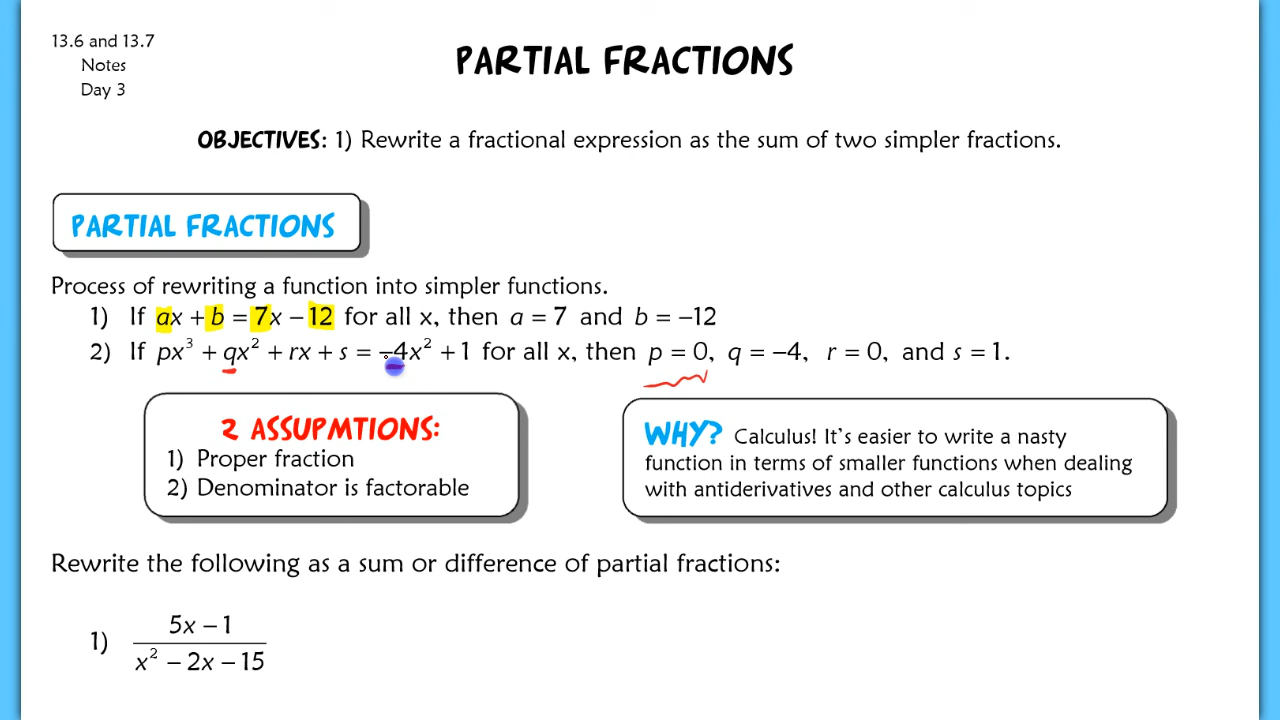 13.6 and 13.7
Notes
Day 3
PARTIAL FRACTIONS
OBJECTIVES: 1) Rewrite a fractional expression as the sum of two simpler fractions.
PARTIAL FRACTIONS
Process of rewriting a function into simpler functions.
1) If ax + b = 7x − 12 for all x, then a = 7 and b = −12
2) If px³ + qx² + rx + s = −4x² + 1 for all x, then p = 0, q = −4, r = 0, and s = 1.
2 ASSUPMTIONS:
1) Proper fraction
2) Denominator is factorable
WHY? Calculus! It's easier to write a nasty
function in terms of smaller functions when dealing
with antiderivatives and other calculus topics
Rewrite the following as a sum or difference of partial fractions:
1)
5x − 1
x² − 2x − 15